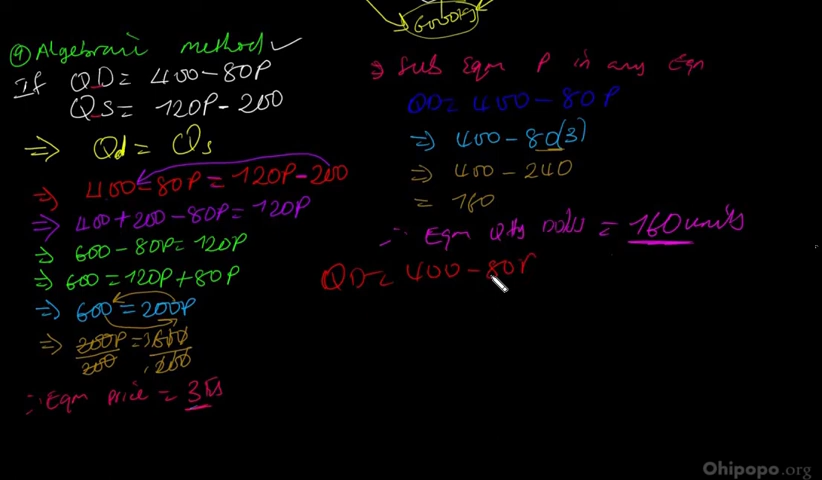 6000kg
④ Algebraic method ✓
If QD = 400 - 80P
QS = 120P - 200
⇒ Qd = Qs
⇒ 400 - 80P = 120P - 200
⇒ 400 + 200 - 80P = 120P
⇒ 600 - 80P = 120P
⇒ 600 = 120P + 80P
⇒ 600 = 200P
⇒ 200P = 600
200 200
∴ Eqm price = 3
⇒ Sub Eqm P in any Eqn
QD = 400 - 80P
⇒ 400 - 80(3)
⇒ 400 - 240
= 160
∴ Eqm Qty = 160 units
QD = 400 - 80P
Ohipopo.org